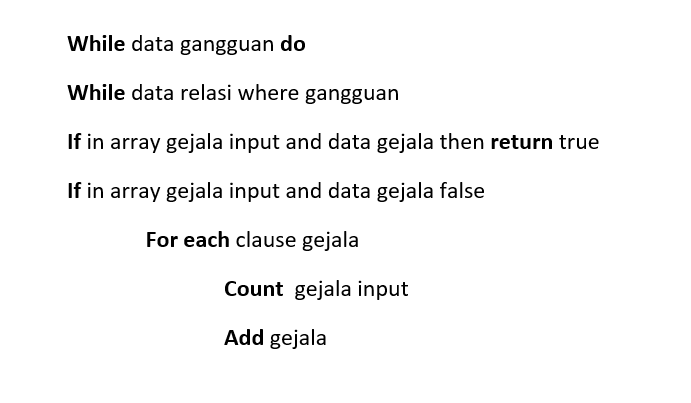 While data gangguan do
While data relasi where gangguan
If in array gejala input and data gejala then return true
If in array gejala input and data gejala false
For each clause gejala
Count gejala input
Add gejala